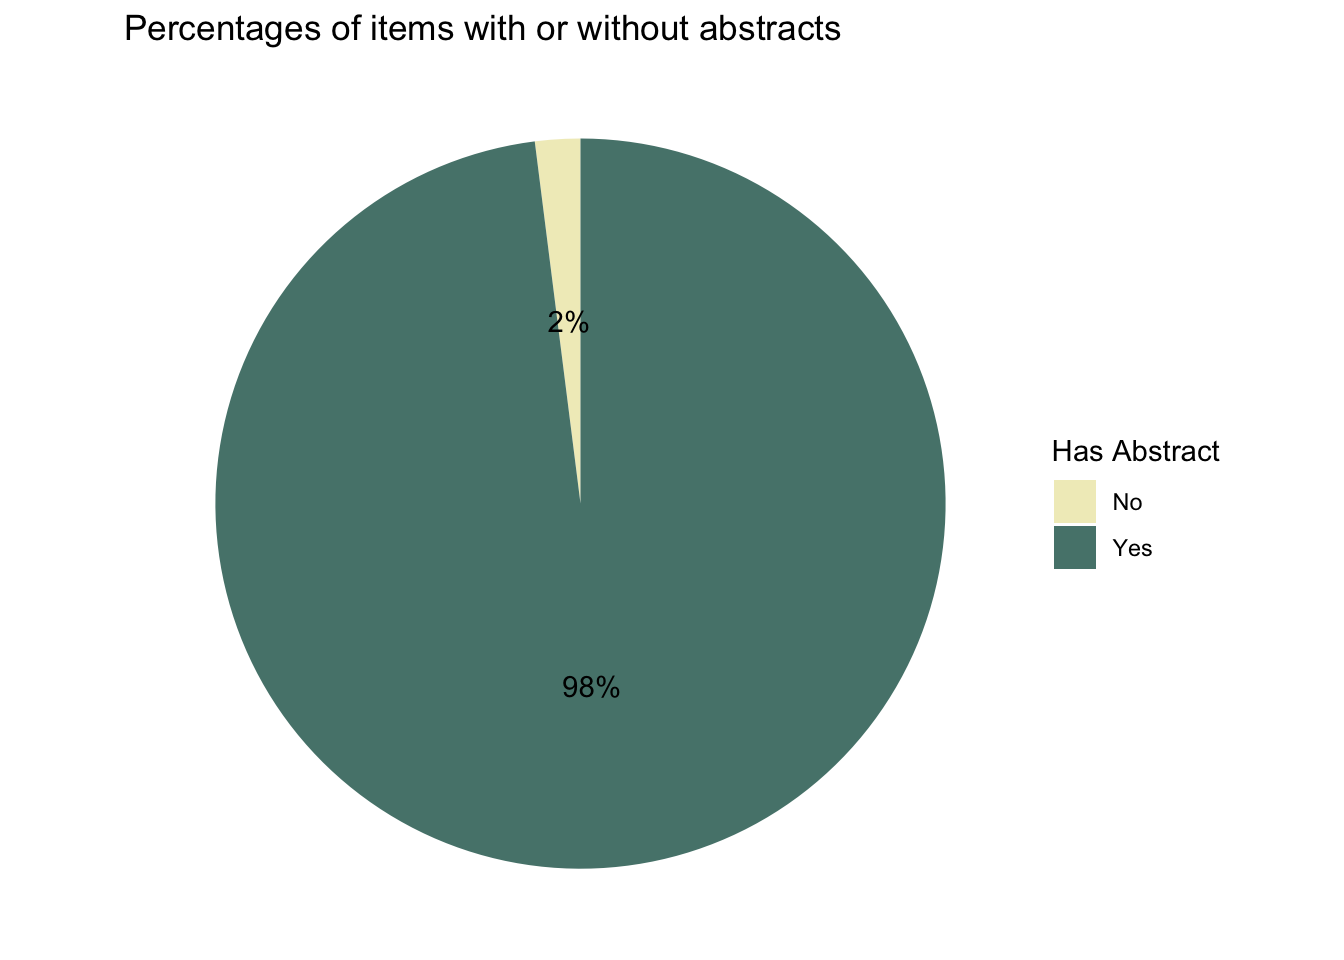 Percentages of items with or without abstracts
2%
98%
Has Abstract
No
Yes